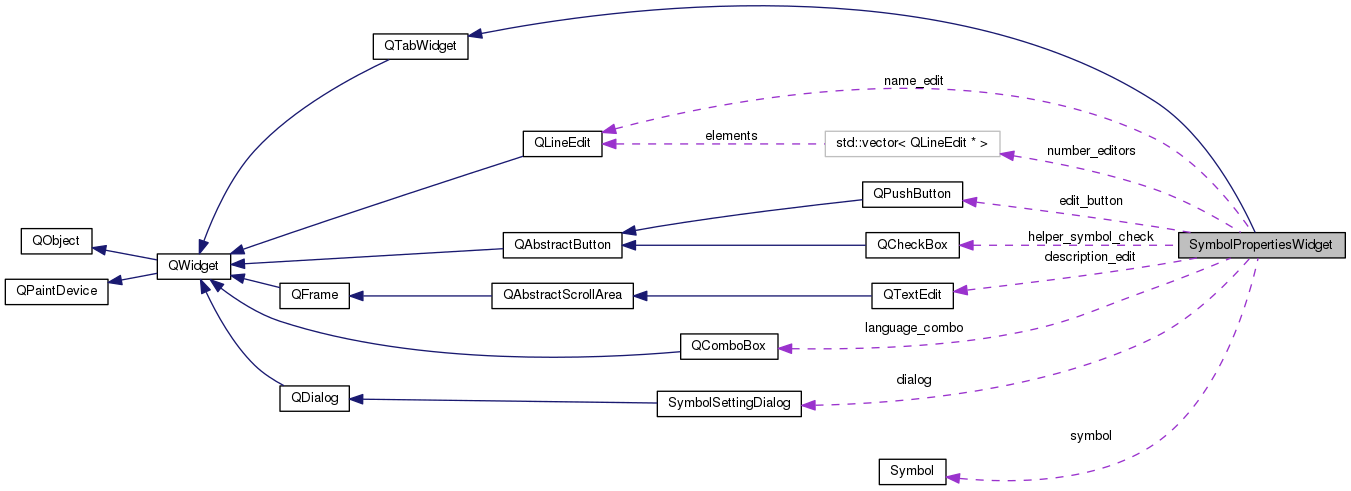 QTabWidget
name_edit
QLineEdit
elements
std::vector< QLineEdit * >
number_editors
QPushButton
edit_button
QObject
QWidget
QAbstractButton
QCheckBox
helper_symbol_check
SymbolPropertiesWidget
description_edit
QPaintDevice
QFrame
QAbstractScrollArea
QTextEdit
language_combo
QComboBox
dialog
QDialog
SymbolSettingDialog
symbol
Symbol